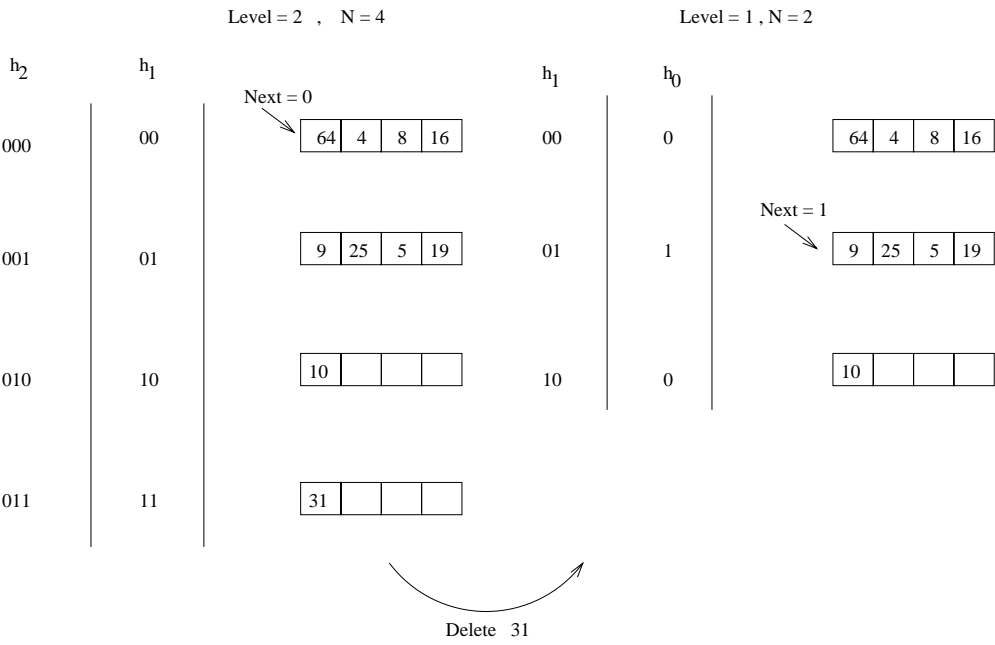 Level = 2 , N = 4
Level = 1 , N = 2
h2 h1
h1 h0
Next = 0
000 00 64 4 8 16
00 0 64 4 8 16
Next = 1
001 01 9 25 5 19
01 1 9 25 5 19
010 10 10
10 0 10
011 11 31
Delete 31